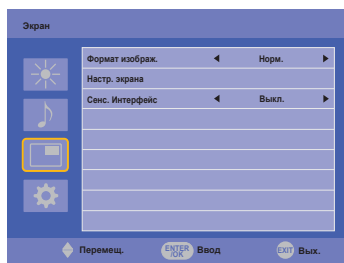 Экран
Формат изображ. Норм.
Настр. экрана
Сенс. Интерфейс Выкл.
Перемещ. ENTER /OK Ввод EXIT Вых.